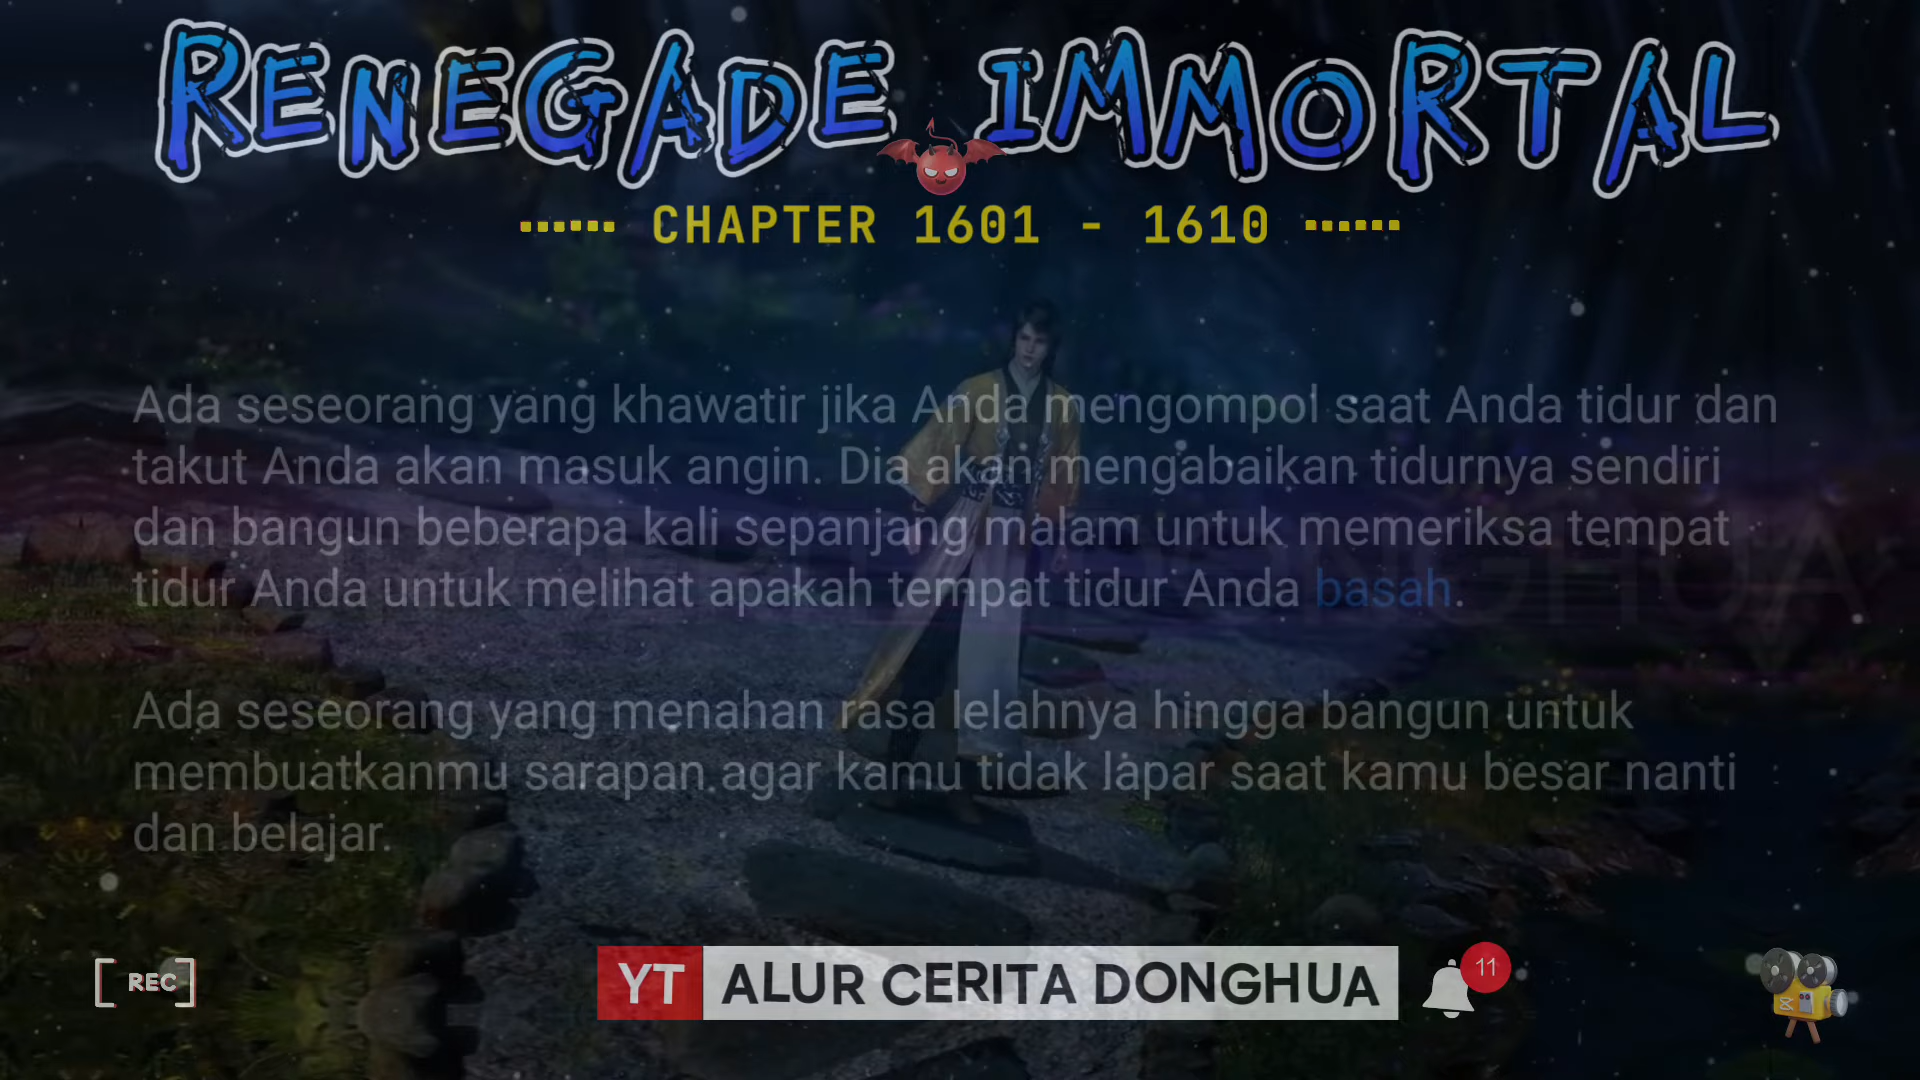 RENEGADE IMMORTAL
CHAPTER 1601 - 1610
Ada seseorang yang khawatir jika Anda mengompol saat Anda tidur dan
takut Anda akan masuk angin. Dia akan mengabaikan tidurnya sendiri
dan bangun beberapa kali sepanjang malam untuk memeriksa tempat
tidur Anda untuk melihat apakah tempat tidur Anda basah.
Ada seseorang yang menahan rasa lelahnya hingga bangun untuk
membuatkanmu sarapan agar kamu tidak lapar saat kamu besar nanti
dan belajar.
REC
YT ALUR CERITA DONGHUA
11